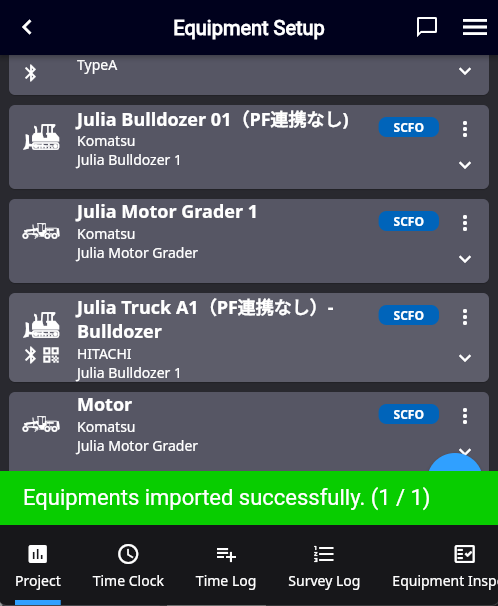 Equipment Setup
TypeA
Julia Bulldozer 01（PF連携なし）
SCFO
Komatsu
Julia Bulldozer 1
Julia Motor Grader 1
SCFO
Komatsu
Julia Motor Grader
Julia Truck A1（PF連携なし）-
Bulldozer
SCFO
HITACHI
Julia Bulldozer 1
Motor
SCFO
Komatsu
Julia Motor Grader
Equipments imported successfully. (1 / 1)
Project Time Clock Time Log Survey Log Equipment Insp